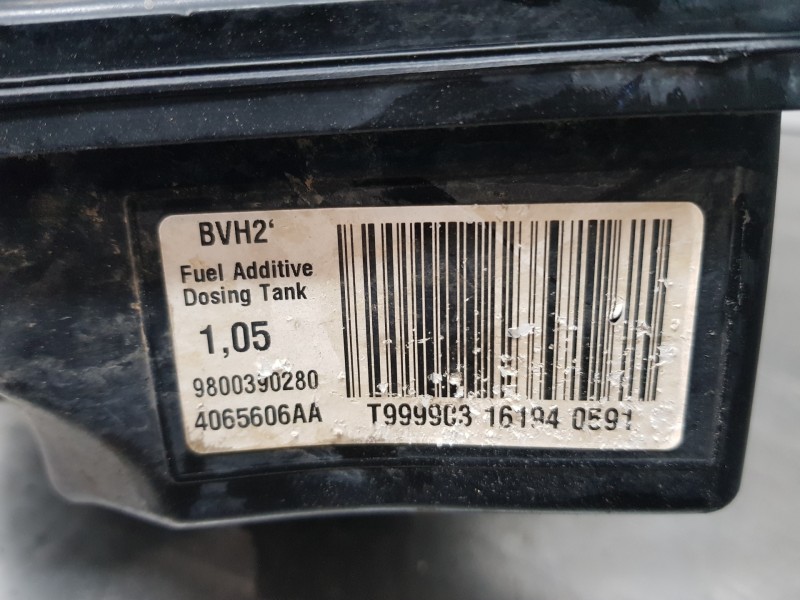 BVH2'
Fuel Additive
Dosing Tank
1,05
9800390280
4065606AA
T999903 16194 0591